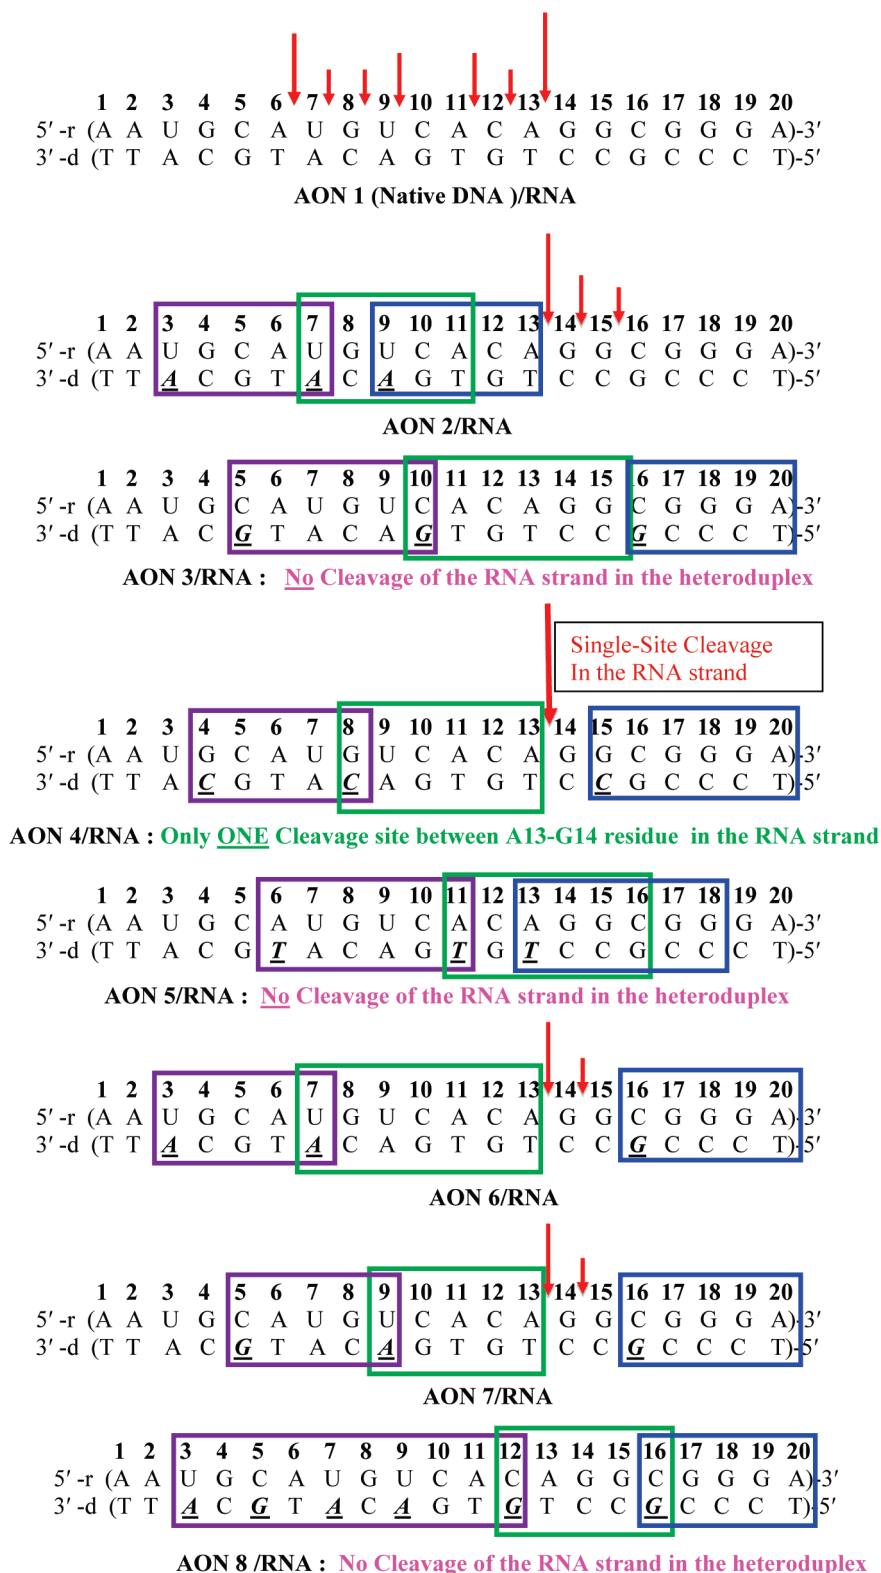 1 2 3 4 5 6 7 8 9 10 11 12 13 14 15 16 17 18 19 20
5′ -r (A A U G C A U G U C A C A G G C G G G A)-3′
3′ -d (T T A C G T A C A G T G T C C G C C C T)-5′
AON 1 (Native DNA )/RNA
1 2 3 4 5 6 7 8 9 10 11 12 13 14 15 16 17 18 19 20
5′ -r (A A U G C A U G U C A C A G G C G G G A)-3′
3′ -d (T T A C G T A C A G T G T C C G C C C T)-5′
AON 2/RNA
1 2 3 4 5 6 7 8 9 10 11 12 13 14 15 16 17 18 19 20
5′ -r (A A U G C A U G U C A C A G G C G G G A)-3′
3′ -d (T T A C G T A C A G T G T C C G C C C T)-5′
AON 3/RNA : No Cleavage of the RNA strand in the heteroduplex
Single-Site Cleavage
In the RNA strand
1 2 3 4 5 6 7 8 9 10 11 12 13 14 15 16 17 18 19 20
5′ -r (A A U G C A U G U C A C A G G C G G G A)-3′
3′ -d (T T A C G T A C A G T G T C C G C C C T)-5′
AON 4/RNA : Only ONE Cleavage site between A13-G14 residue in the RNA strand
1 2 3 4 5 6 7 8 9 10 11 12 13 14 15 16 17 18 19 20
5′ -r (A A U G C A U G U C A C A G G C G G G A)-3′
3′ -d (T T A C G T A C A G T G T C C G C C C T)-5′
AON 5/RNA : No Cleavage of the RNA strand in the heteroduplex
1 2 3 4 5 6 7 8 9 10 11 12 13 14 15 16 17 18 19 20
5′ -r (A A U G C A U G U C A C A G G C G G G A)-3′
3′ -d (T T A C G T A C A G T G T C C G C C C T)-5′
AON 6/RNA
1 2 3 4 5 6 7 8 9 10 11 12 13 14 15 16 17 18 19 20
5′ -r (A A U G C A U G U C A C A G G C G G G A)-3′
3′ -d (T T A C G T A C A G T G T C C G C C C T)-5′
AON 7/RNA
1 2 3 4 5 6 7 8 9 10 11 12 13 14 15 16 17 18 19 20
5′ -r (A A U G C A U G U C A C A G G C G G G A)-3′
3′ -d (T T A C G T A C A G T G T C C G C C C T)-5′
AON 8 /RNA : No Cleavage of the RNA strand in the heteroduplex